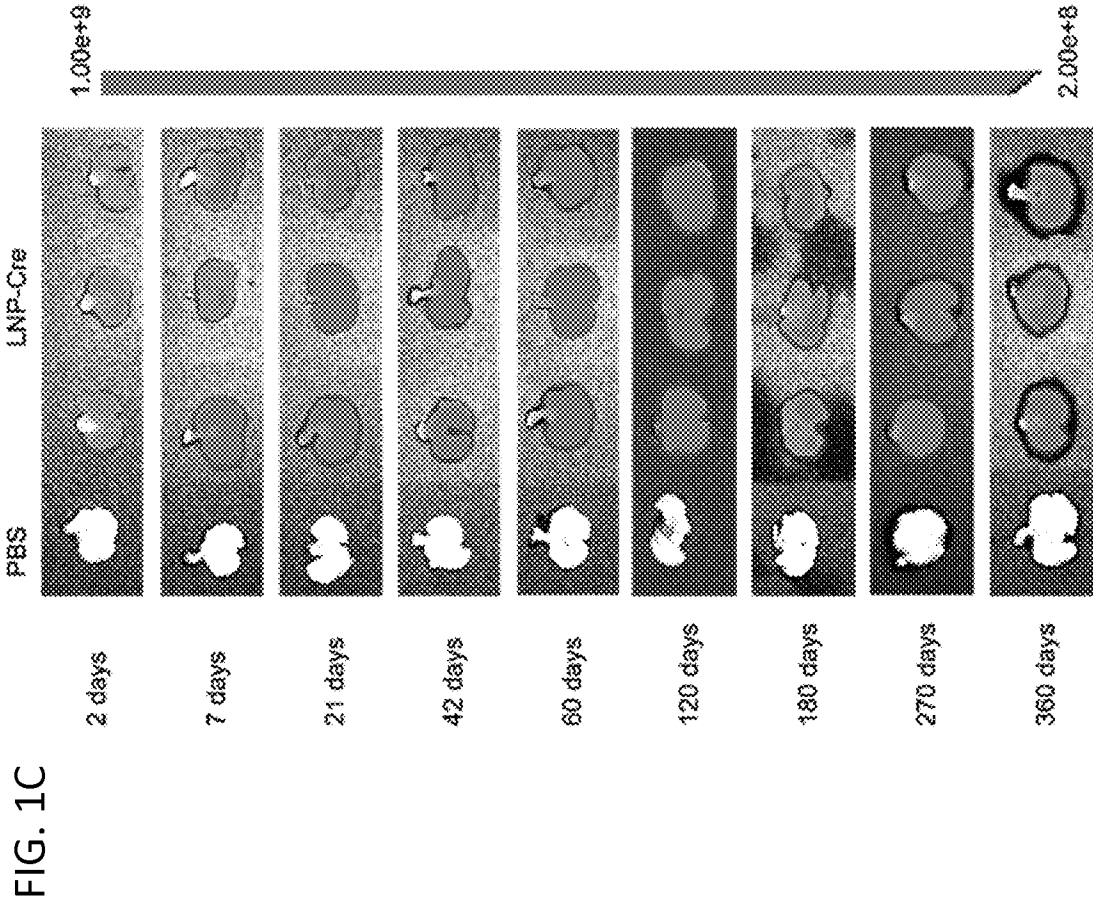 FIG. 1C
PBS
LNP-Cre
2 days
7 days
21 days
42 days
60 days
120 days
180 days
270 days
360 days
1.00e+9
2.00e+8